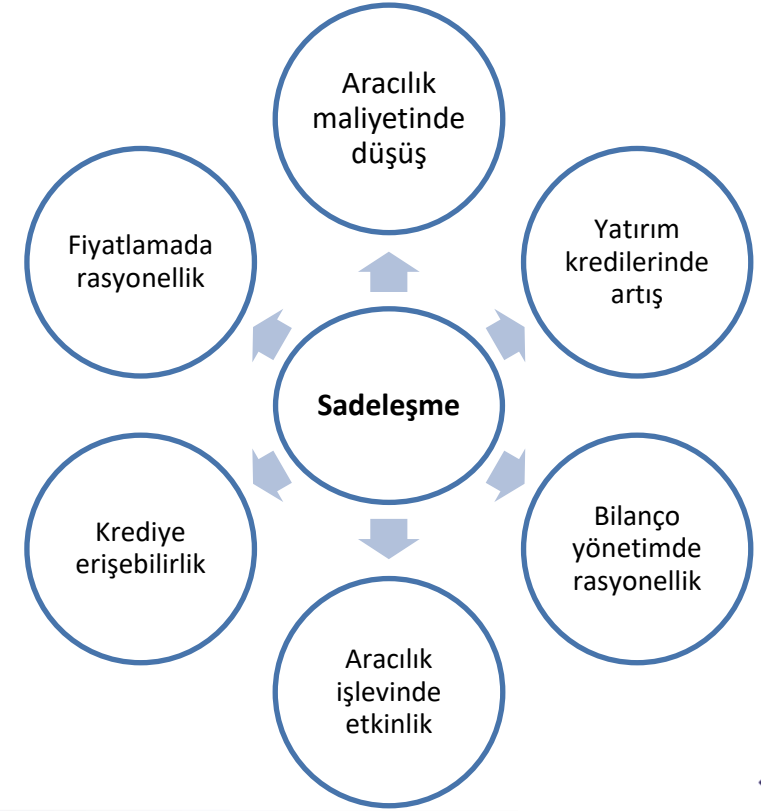 Aracılık
maliyetinde
düşüş
Yatırım
kredilerinde
artış
Bilanço
yönetimde
rasyonellik
Aracılık
işlevinde
etkinlik
Krediye
erişebilirlik
Fiyatlamada
rasyonellik
Sadeleşme